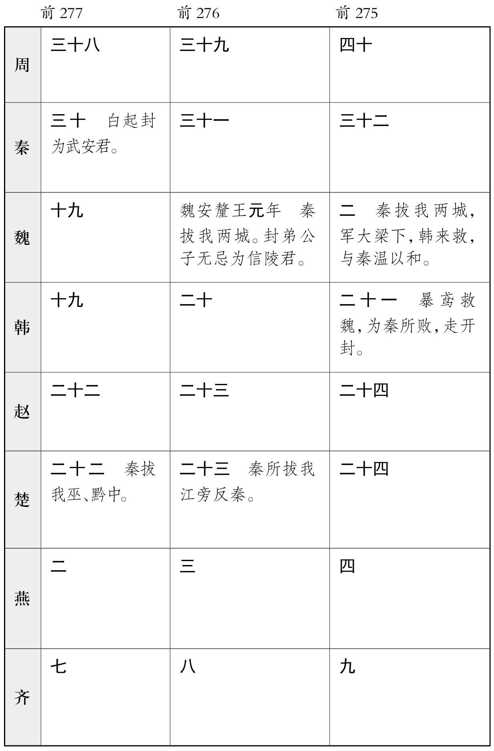 前 277 前 276 前 275
周 三十八 三十九 四十
秦 三十 白起封 三十一 三十二
为武安君。
魏 十九 魏安釐王元年 秦 二 秦拔我两城，
拔我两城。封弟公 军大梁下，韩来救，
子无忌为信陵君。 与秦温以和。
韩 十九 二十 二十一 暴鸢救
魏，为秦所败，走开
封。
赵 二十二 二十三 二十四
楚 二十二 秦拔 二十三 秦所拔我 二十四
我巫、黔中。 江旁反秦。
燕 二 三 四
齐 七 八 九